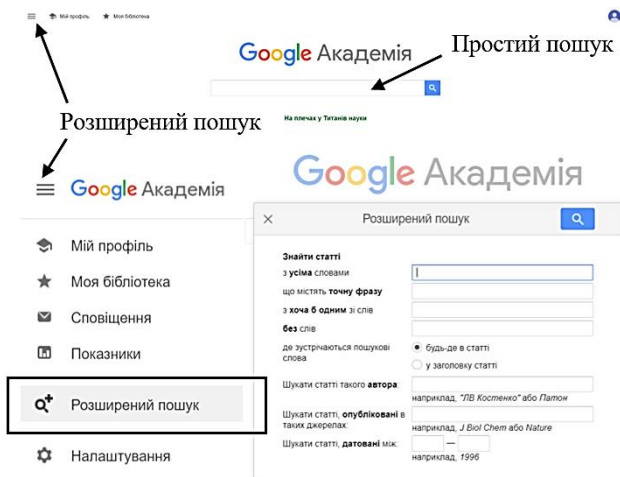 Мій профіль
Моя бібліотека
Google Академія
Простий пошук
На плечах у Титанів науки
Розширений пошук
Google Академія
Мій профіль
Моя бібліотека
Сповіщення
Показники
Розширений пошук
Налаштування
Google Академія
Розширений пошук
Знайти статті
з усіма словами
що містять точну фразу
з хоча б одним зі слів
без слів
де зустрічаються пошукові
слова
будь-де в статті
у заголовку статті
Шукати статті такого автора:
наприклад, "ЛВ Костенко" або Патон
Шукати статті, опубліковані в
таких джерелах:
наприклад, J Biol Chem або Nature
Шукати статті, датовані між:
—
наприклад, 1996